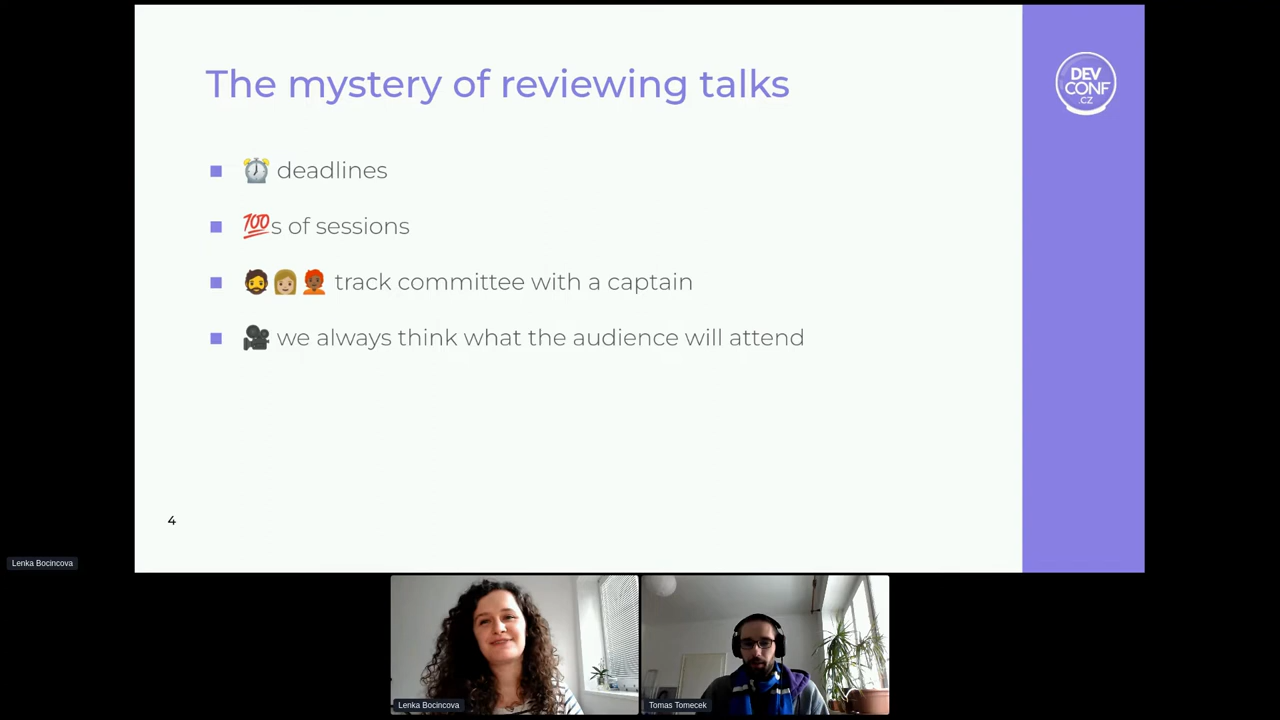 The mystery of reviewing talks
DEV
CONF
.CZ
⏰ deadlines
💯s of sessions
🧔👩🏼🧑🏾‍🦰 track committee with a captain
🎥 we always think what the audience will attend
4
Lenka Bocincova
Lenka Bocincova
Tomas Tomecek